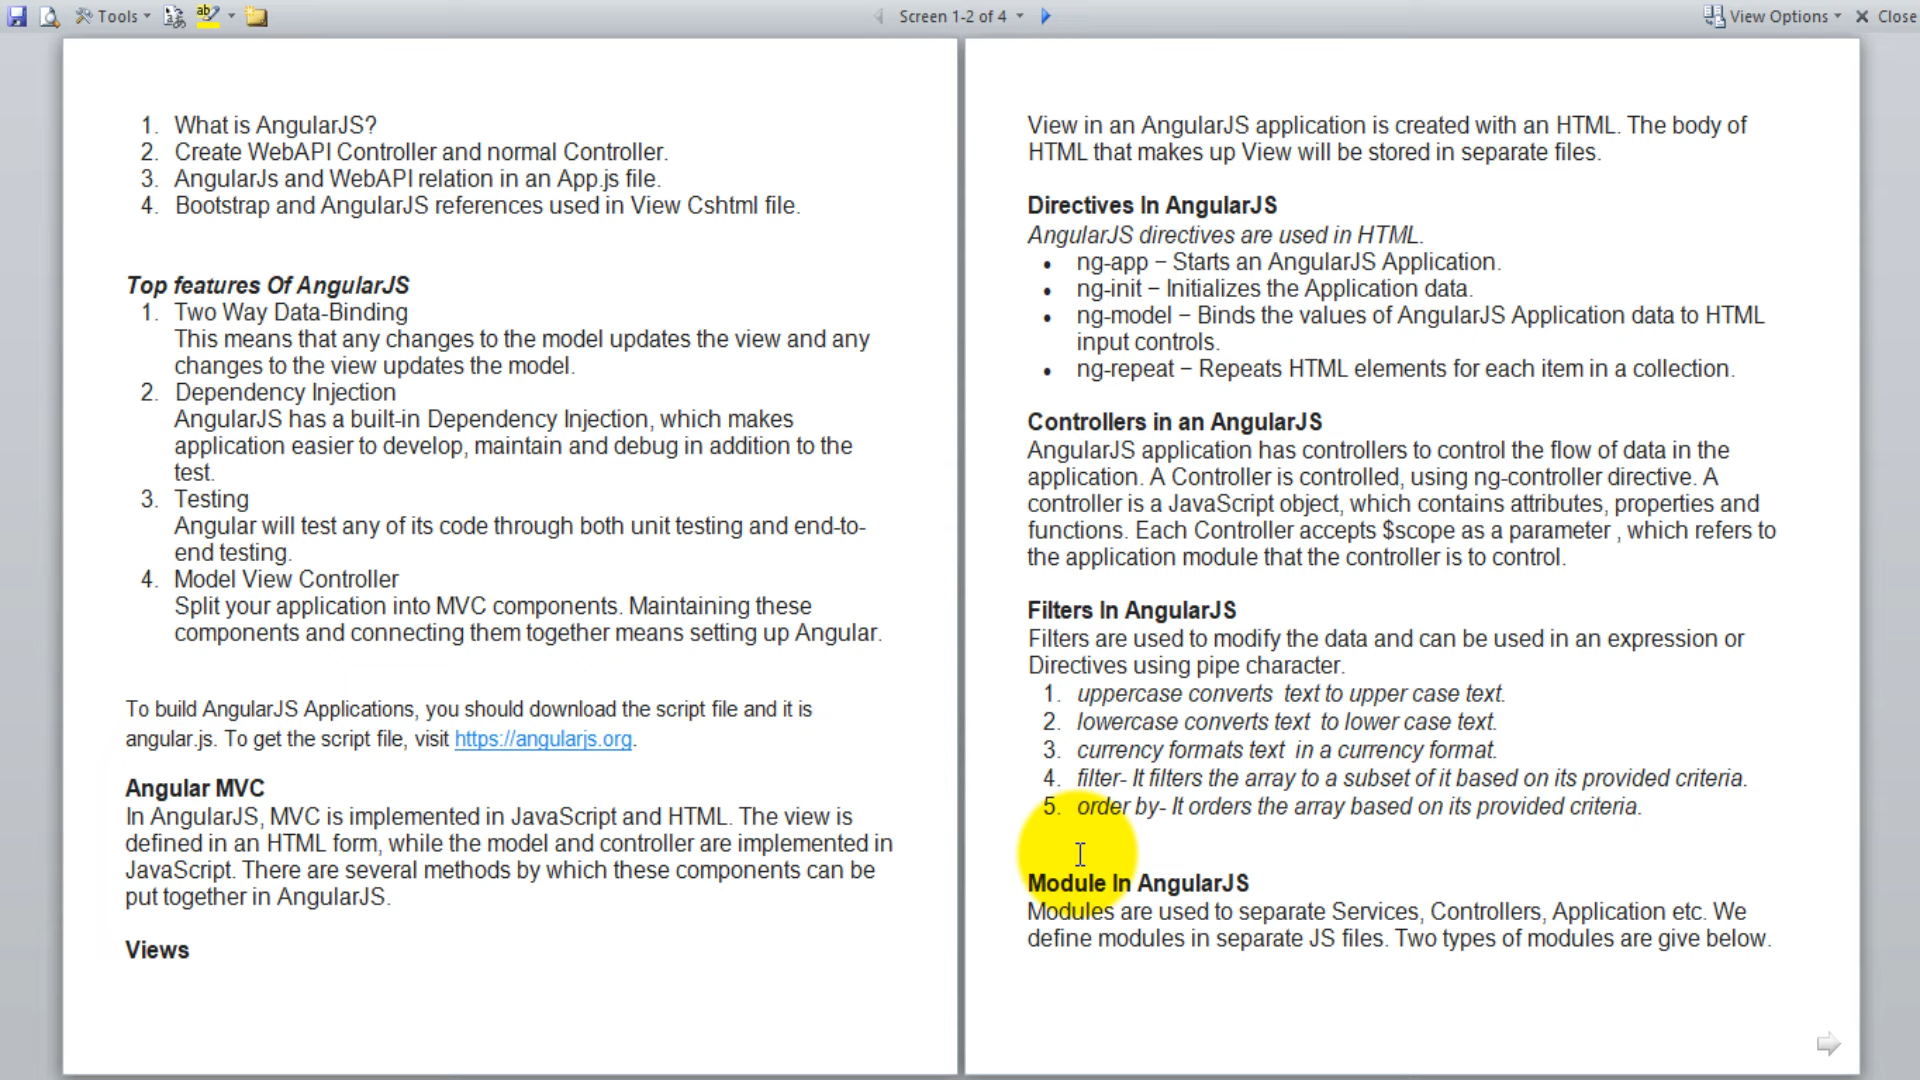 Tools
Screen 1-2 of 4
View Options
Close
1. What is AngularJS?
2. Create WebAPI Controller and normal Controller.
3. AngularJs and WebAPI relation in an App.js file.
4. Bootstrap and AngularJS references used in View Cshtml file.
Top features Of AngularJS
1. Two Way Data-Binding
This means that any changes to the model updates the view and any
changes to the view updates the model.
2. Dependency Injection
AngularJS has a built-in Dependency Injection, which makes
application easier to develop, maintain and debug in addition to the
test.
3. Testing
Angular will test any of its code through both unit testing and end-to-
end testing.
4. Model View Controller
Split your application into MVC components. Maintaining these
components and connecting them together means setting up Angular.
To build AngularJS Applications, you should download the script file and it is
angular.js. To get the script file, visit https://angularjs.org.
Angular MVC
In AngularJS, MVC is implemented in JavaScript and HTML. The view is
defined in an HTML form, while the model and controller are implemented in
JavaScript. There are several methods by which these components can be
put together in AngularJS.
Views
View in an AngularJS application is created with an HTML. The body of
HTML that makes up View will be stored in separate files.
Directives In AngularJS
AngularJS directives are used in HTML.
• ng-app − Starts an AngularJS Application.
• ng-init − Initializes the Application data.
• ng-model − Binds the values of AngularJS Application data to HTML
input controls.
• ng-repeat − Repeats HTML elements for each item in a collection.
Controllers in an AngularJS
AngularJS application has controllers to control the flow of data in the
application. A Controller is controlled, using ng-controller directive. A
controller is a JavaScript object, which contains attributes, properties and
functions. Each Controller accepts $scope as a parameter , which refers to
the application module that the controller is to control.
Filters In AngularJS
Filters are used to modify the data and can be used in an expression or
Directives using pipe character.
1. uppercase converts  text to upper case text.
2. lowercase converts text  to lower case text.
3. currency formats text  in a currency format.
4. filter- It filters the array to a subset of it based on its provided criteria.
5. order by- It orders the array based on its provided criteria.
Module In AngularJS
Modules are used to separate Services, Controllers, Application etc. We
define modules in separate JS files. Two types of modules are give below.